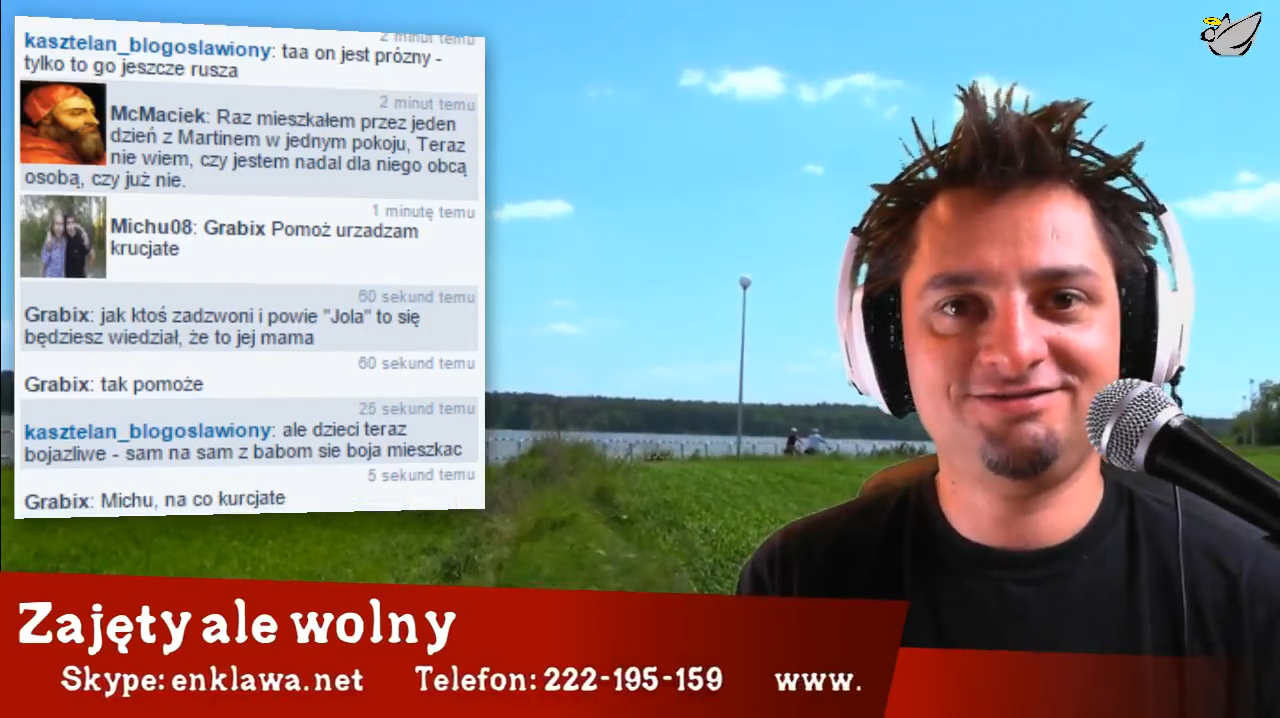 2 minut temu
kasztelan_blogoslawiony: taa on jest prózny -
tylko to go jeszcze rusza
2 minut temu
McMaciek: Raz mieszkałem przez jeden
dzień z Martinem w jednym pokoju, Teraz
nie wiem, czy jestem nadal dla niego obcą
osobą, czy już nie.
1 minutę temu
Michu08: Grabix Pomoż urzadzam
krucjate
60 sekund temu
Grabix: jak ktoś zadzwoni i powie "Jola" to się
będziesz wiedział, że to jej mama
60 sekund temu
Grabix: tak pomoże
25 sekund temu
kasztelan_blogoslawiony: ale dzieci teraz
bojazliwe - sam na sam z babom sie boja mieszkac
5 sekund temu
Grabix: Michu, na co kurcjate
Zajęty ale wolny
Skype: enklawa.net Telefon: 222-195-159 www.